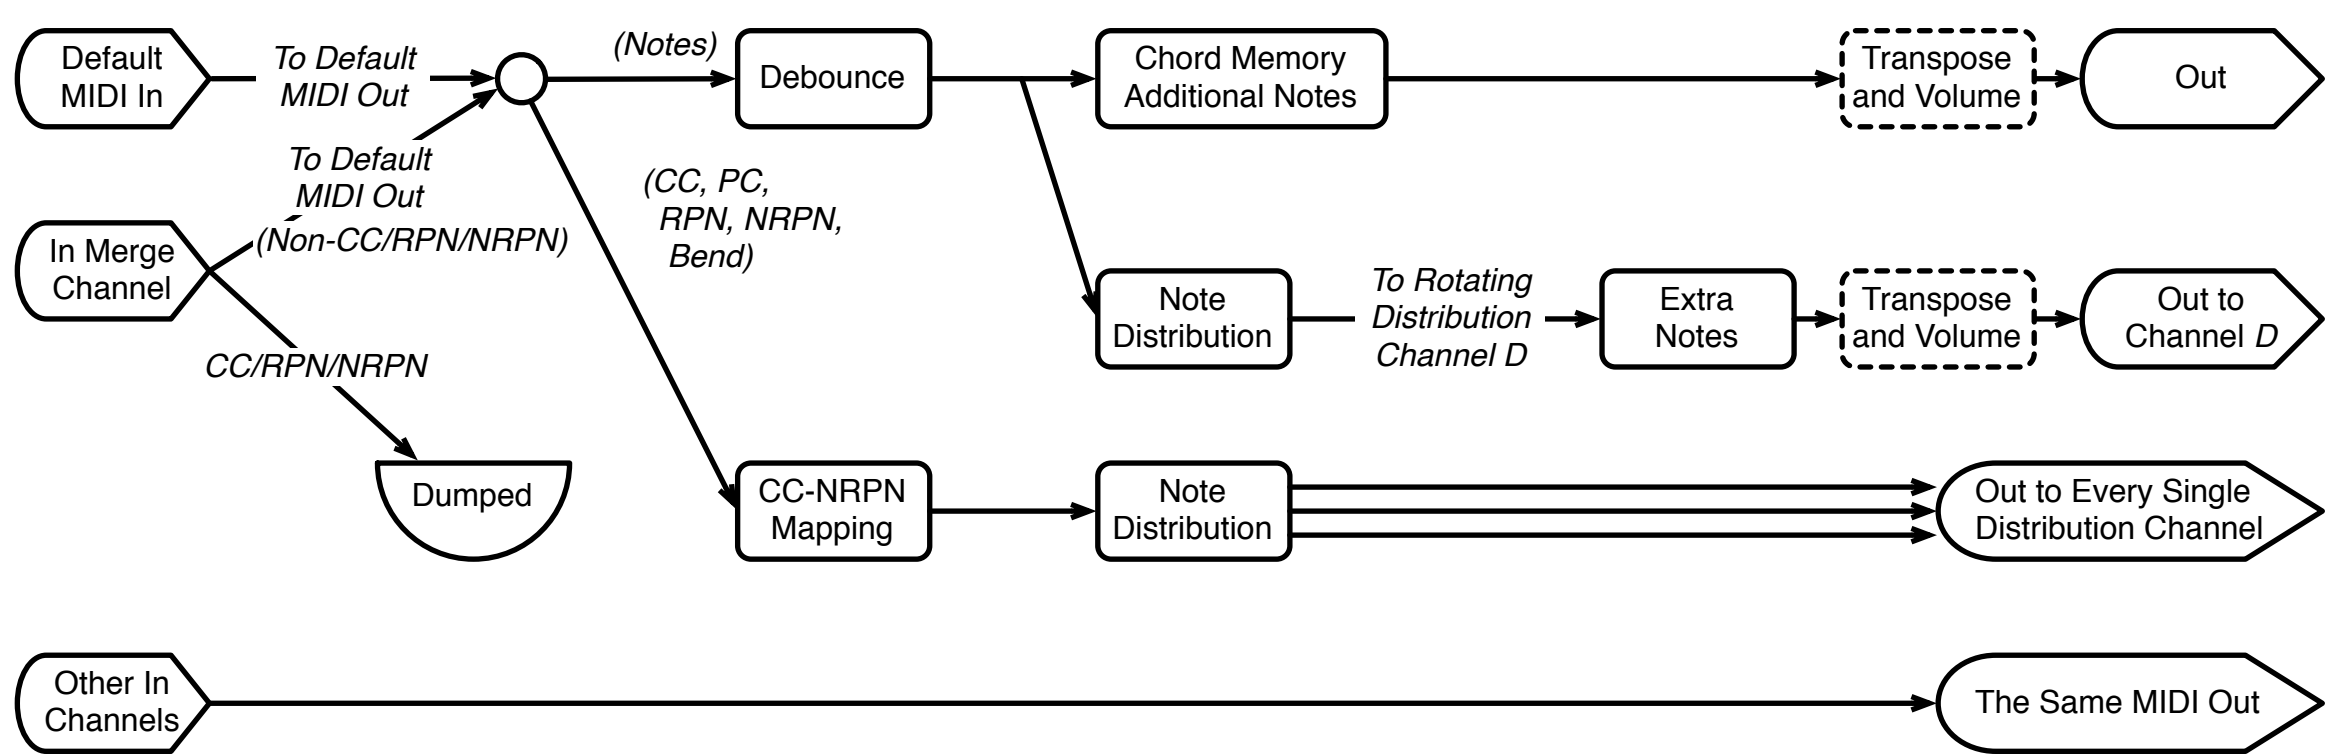 Default
MIDI In
To Default
MIDI Out
(Notes)
Debounce
Chord Memory
Additional Notes
Transpose
and Volume
Out
To Default
MIDI Out
(Non-CC/RPN/NRPN)
In Merge
Channel
(CC, PC,
RPN, NRPN,
Bend)
Note
Distribution
To Rotating
Distribution
Channel D
Extra
Notes
Transpose
and Volume
Out to
Channel D
CC/RPN/NRPN
Dumped
CC-NRPN
Mapping
Note
Distribution
Out to Every Single
Distribution Channel
Other In
Channels
The Same MIDI Out